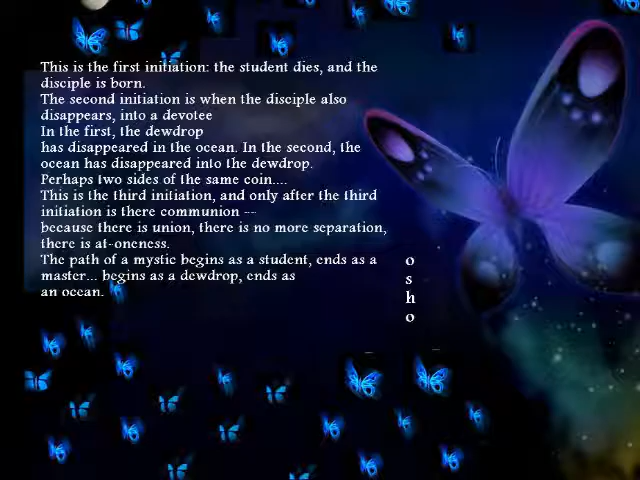 This is the first initiation: the student dies, and the
disciple is born.
The second initiation is when the disciple also
disappears, into a devotee
In the first, the dewdrop
has disappeared in the ocean. In the second, the
ocean has disappeared into the dewdrop.
Perhaps two sides of the same coin....
This is the third initiation, and only after the third
initiation is there communion --
because there is union, there is no more separation,
there is at-oneness.
The path of a mystic begins as a student, ends as a
master... begins as a dewdrop, ends as
an ocean.
o
s
h
o